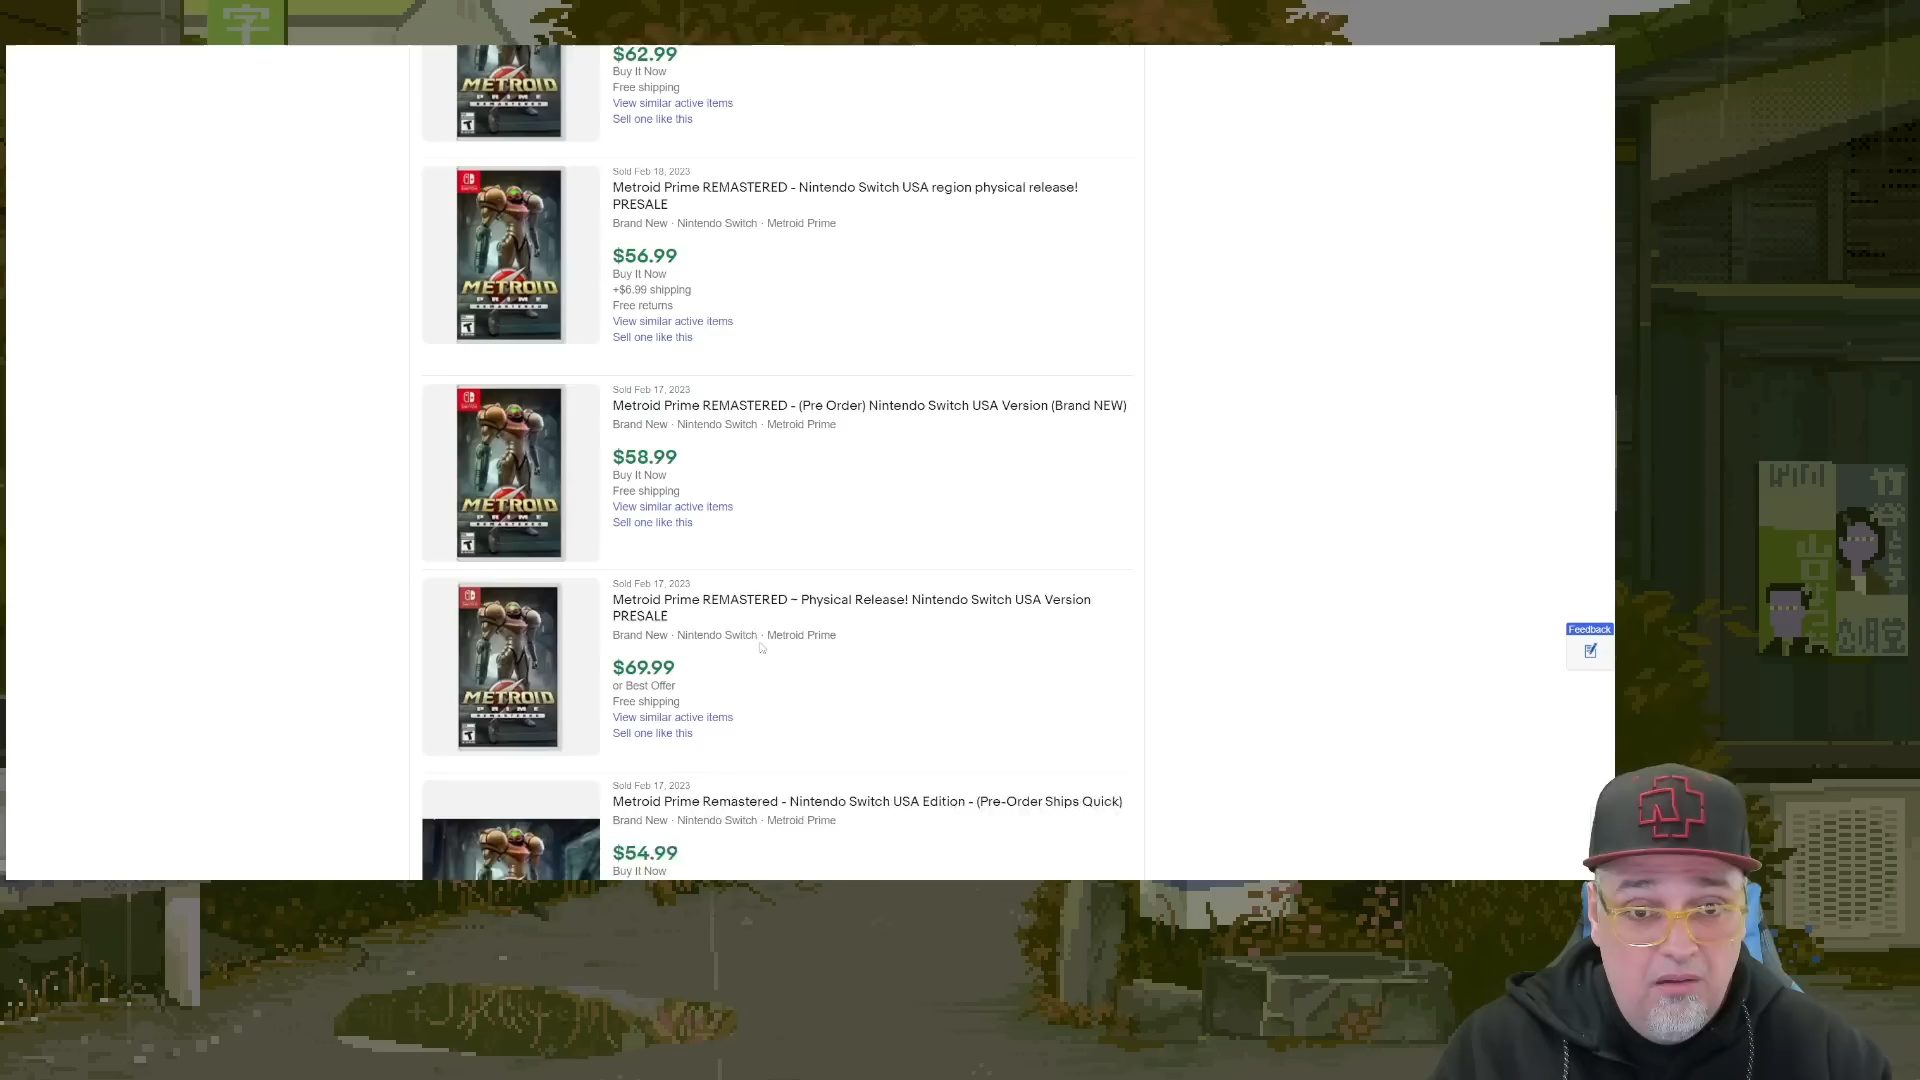 字
$62.99
Buy It Now
Free shipping
View similar active items
Sell one like this
METROID
PRIME
REMASTERED
Sold Feb 18, 2023
Metroid Prime REMASTERED - Nintendo Switch USA region physical release!
PRESALE
Brand New · Nintendo Switch · Metroid Prime
$56.99
Buy It Now
+$6.99 shipping
Free returns
View similar active items
Sell one like this
METROID
PRIME
REMASTERED
Sold Feb 17, 2023
Metroid Prime REMASTERED - (Pre Order) Nintendo Switch USA Version (Brand NEW)
Brand New · Nintendo Switch · Metroid Prime
$58.99
Buy It Now
Free shipping
View similar active items
Sell one like this
METROID
PRIME
REMASTERED
Sold Feb 17, 2023
Metroid Prime REMASTERED ~ Physical Release! Nintendo Switch USA Version
PRESALE
Brand New · Nintendo Switch · Metroid Prime
$69.99
or Best Offer
Free shipping
View similar active items
Sell one like this
METROID
PRIME
REMASTERED
Feedback
Sold Feb 17, 2023
Metroid Prime Remastered - Nintendo Switch USA Edition - (Pre-Order Ships Quick)
Brand New · Nintendo Switch · Metroid Prime
$54.99
Buy It Now